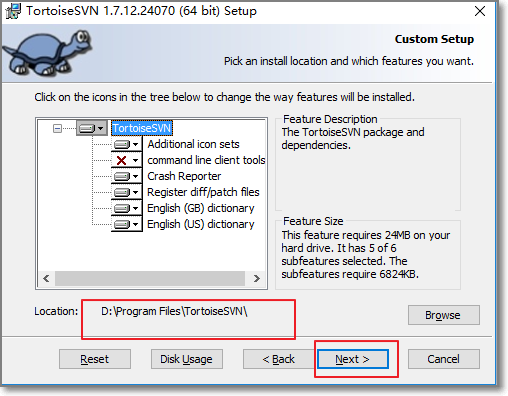 TortoiseSVN 1.7.12.24070 (64 bit) Setup
Custom Setup
Pick an install location and which features you want.
Click on the icons in the tree below to change the way features will be installed.
TortoiseSVN
Additional icon sets
command line client tools
Crash Reporter
Register diff/patch files
English (GB) dictionary
English (US) dictionary
Feature Description
The TortoiseSVN package and
dependencies.
Feature Size
This feature requires 24MB on your
hard drive. It has 5 of 6
subfeatures selected. The
subfeatures require 6824KB.
Location: D:\Program Files\TortoiseSVN\
Browse
Reset Disk Usage < Back Next > Cancel